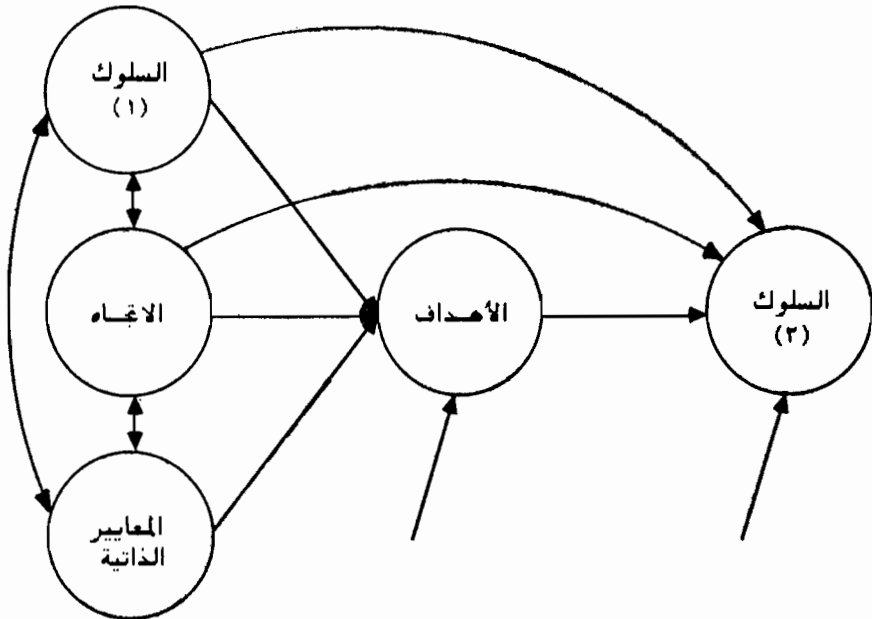 السلوك
(١)
الاتجاه
الأهداف
السلوك
(٢)
المعايير
الذاتية